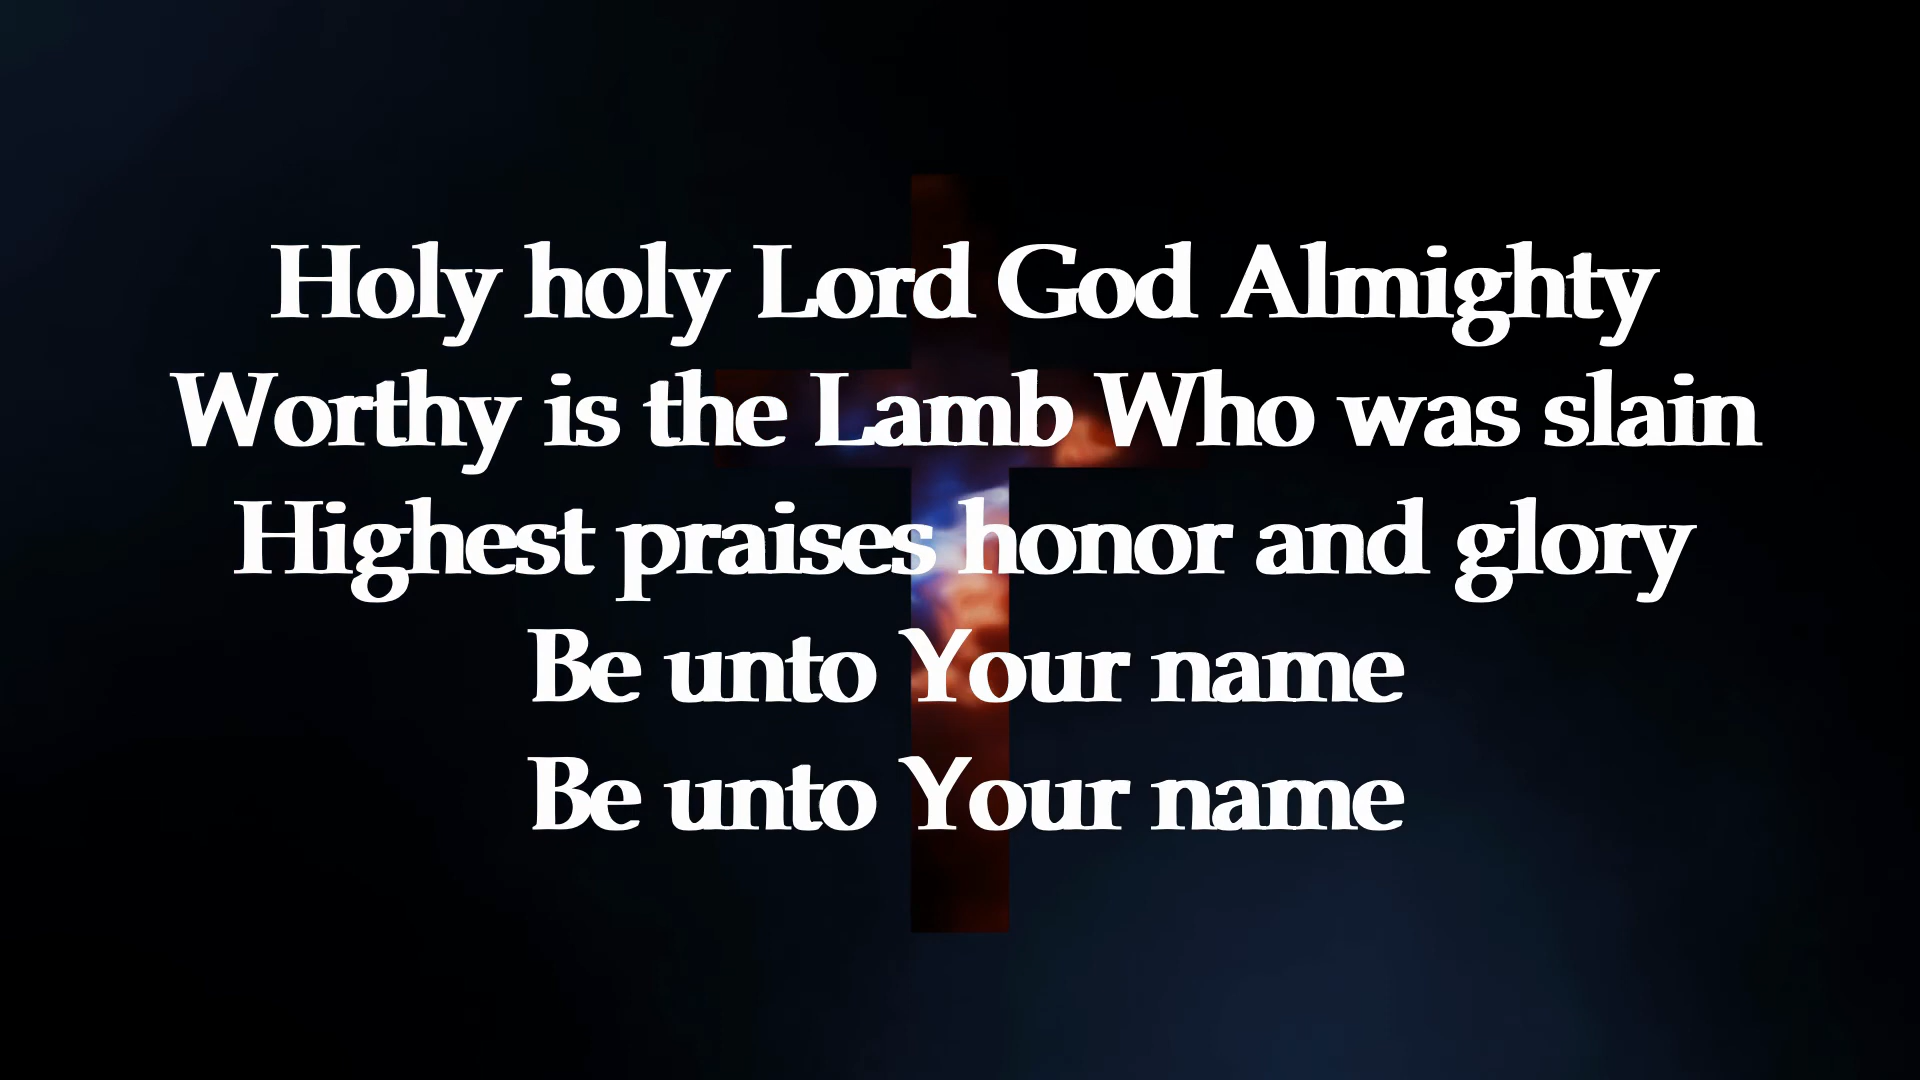 Holy holy Lord God Almighty
Worthy is the Lamb Who was slain
Highest praises honor and glory
Be unto Your name
Be unto Your name